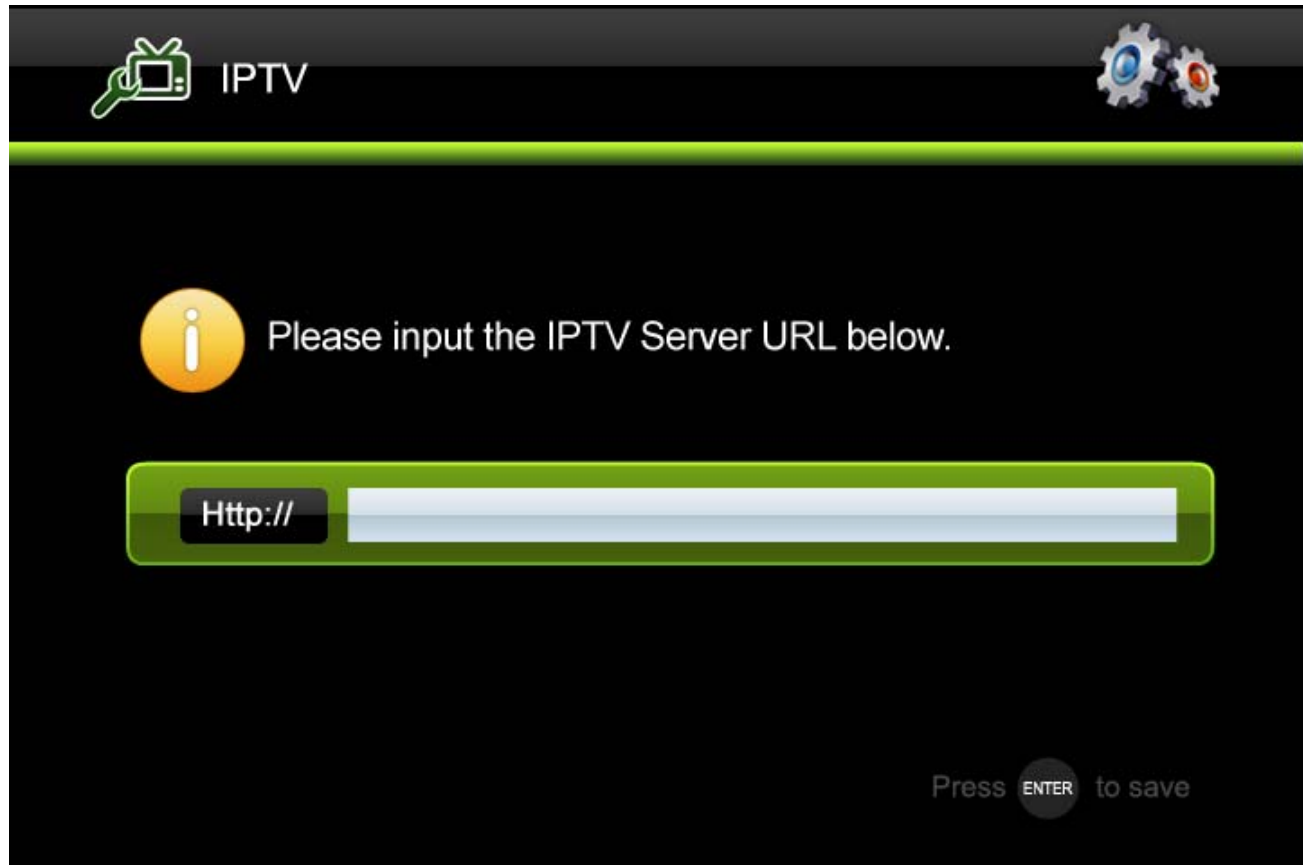 IPTV
Please input the IPTV Server URL below.
Http://
Press ENTER to save